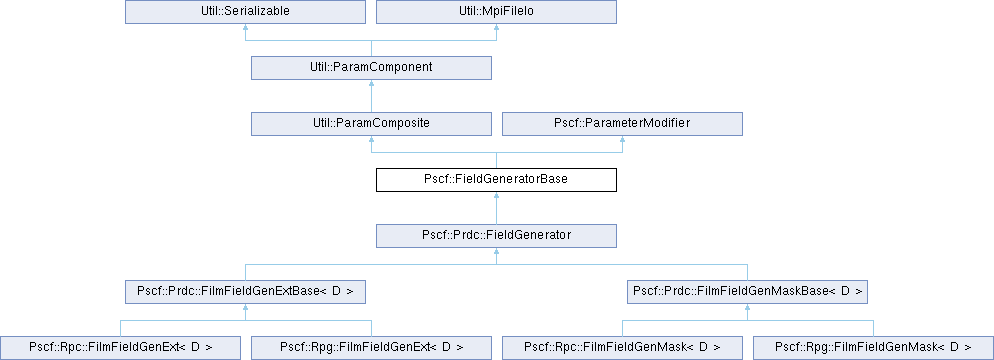 Util::Serializable
Util::MpiFileIo
Util::ParamComponent
Util::ParamComposite
Pscf::ParameterModifier
Pscf::FieldGeneratorBase
Pscf::Prdc::FieldGenerator
Pscf::Prdc::FilmFieldGenExtBase< D >
Pscf::Prdc::FilmFieldGenMaskBase< D >
Pscf::Rpc::FilmFieldGenExt< D >
Pscf::Rpg::FilmFieldGenExt< D >
Pscf::Rpc::FilmFieldGenMask< D >
Pscf::Rpg::FilmFieldGenMask< D >